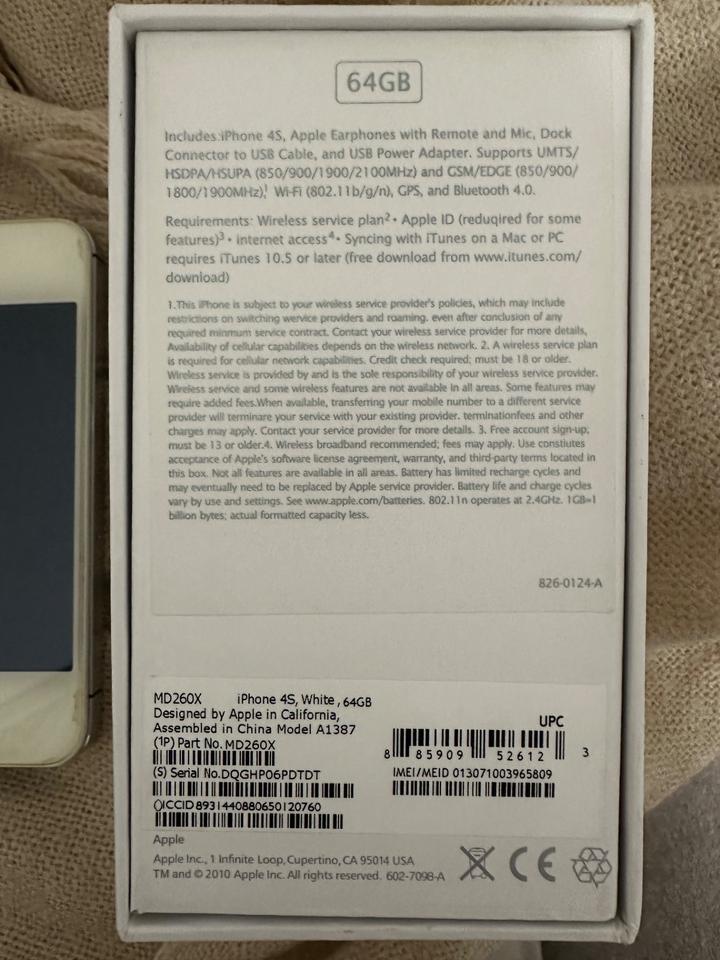 64GB
Includes:iPhone 4S, Apple Earphones with Remote and Mic, Dock
Connector to USB Cable, and USB Power Adapter. Supports UMTS/
HSDPA/HSUPA (850/900/1900/2100MHz) and GSM/EDGE (850/900/
1800/1900MHz),¹ Wi-Fi (802.11b/g/n), GPS, and Bluetooth 4.0.
Requirements: Wireless service plan²• Apple ID (reduqired for some
features)³• internet access⁴• Syncing with iTunes on a Mac or PC
requires iTunes 10.5 or later (free download from www.itunes.com/
download)
1.This iPhone is subject to your wireless service provider's policies, which may include
restrictions on switching wervice providers and roaming. even after conclusion of any
required minmum service contract. Contact your wireless service provider for more details,
Availability of cellular capabilities depends on the wireless network. 2. A wireless service plan
is required for cellular network capabilities. Credit check required; must be 18 or older.
Wireless service is provided by and is the sole responsibility of your wireless service provider.
Wireless service and some wireless features are not available in all areas. Some features may
require added fees.When available, transferring your mobile number to a different service
provider will terminare your service with your existing provider. terminationfees and other
charges may apply. Contact your service provider for more details. 3. Free account sign-up;
must be 13 or older.4. Wireless broadband recommended; fees may apply. Use constiutes
acceptance of Apple's software license agreement, warranty, and third-party terms located in
this box. Not all features are available in all areas. Battery has limited recharge cycles and
may eventually need to be replaced by Apple service provider. Battery life and charge cycles
vary by use and settings. See www.apple.com/batteries. 802.11n operates at 2.4GHz. 1GB=1
billion bytes; actual formatted capacity less.
826-0124-A
MD260X iPhone 4S, White , 64GB
Designed by Apple in California,
Assembled in China Model A1387
(1P) Part No. MD260X
(S) Serial No.DQGHP06PDTDT
()ICCID 8931440880650120760
UPC
8 85909 52612 3
IMEI/MEID 013071003965809
Apple
Apple Inc., 1 Infinite Loop, Cupertino, CA 95014 USA
TM and © 2010 Apple Inc. All rights reserved. 602-7098-A
CE